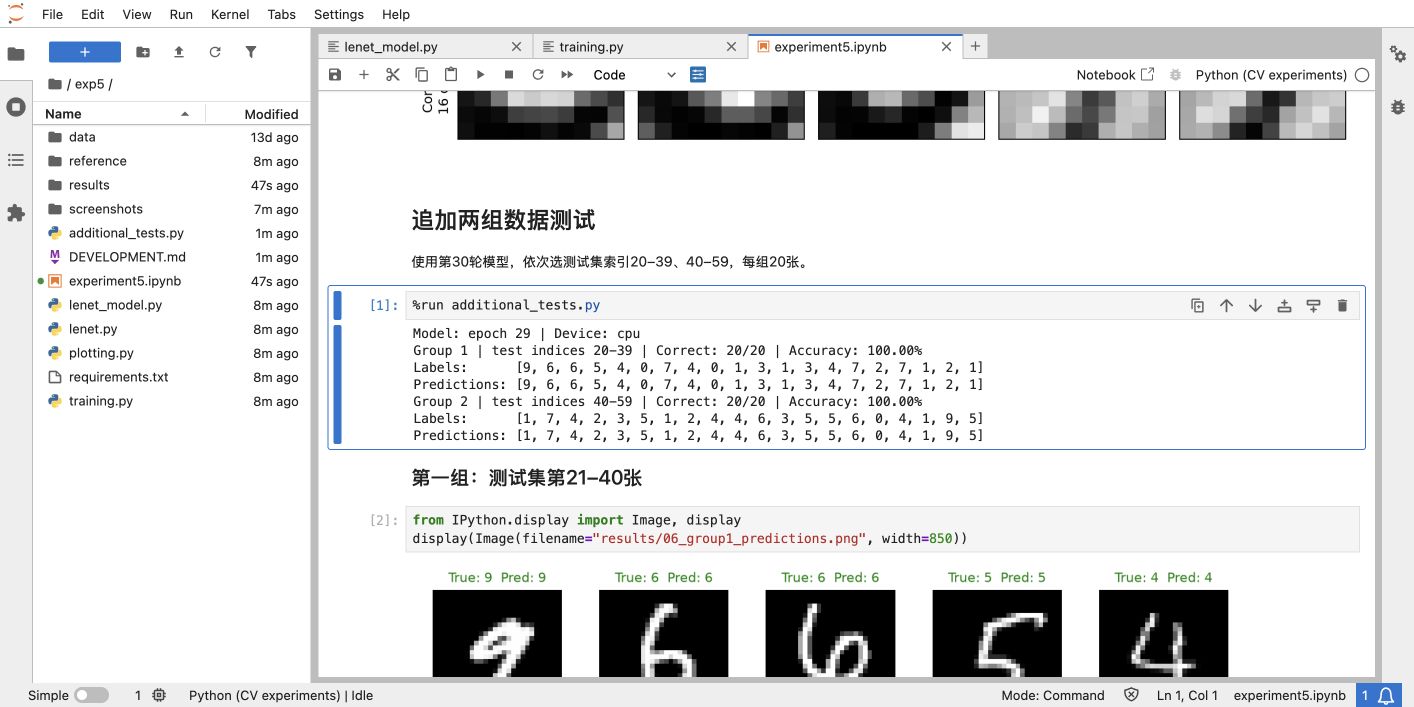 File Edit View Run Kernel Tabs Settings Help
+
/ exp5 /
Name Modified
data 13d ago
reference 8m ago
results 47s ago
screenshots 7m ago
additional_tests.py 1m ago
DEVELOPMENT.md 1m ago
experiment5.ipynb 47s ago
lenet_model.py 8m ago
lenet.py 8m ago
plotting.py 8m ago
requirements.txt 8m ago
training.py 8m ago
lenet_model.py training.py experiment5.ipynb
Code Notebook Python (CV experiments)
追加两组数据测试
使用第30轮模型，依次选测试集索引20–39、40–59，每组20张。
[1]: %run additional_tests.py
Model: epoch 29 | Device: cpu
Group 1 | test indices 20-39 | Correct: 20/20 | Accuracy: 100.00%
Labels: [9, 6, 6, 5, 4, 0, 7, 4, 0, 1, 3, 1, 3, 4, 7, 2, 7, 1, 2, 1]
Predictions: [9, 6, 6, 5, 4, 0, 7, 4, 0, 1, 3, 1, 3, 4, 7, 2, 7, 1, 2, 1]
Group 2 | test indices 40-59 | Correct: 20/20 | Accuracy: 100.00%
Labels: [1, 7, 4, 2, 3, 5, 1, 2, 4, 4, 6, 3, 5, 5, 6, 0, 4, 1, 9, 5]
Predictions: [1, 7, 4, 2, 3, 5, 1, 2, 4, 4, 6, 3, 5, 5, 6, 0, 4, 1, 9, 5]
第一组：测试集第21–40张
[2]: from IPython.display import Image, display
display(Image(filename="results/06_group1_predictions.png", width=850))
True: 9 Pred: 9 True: 6 Pred: 6 True: 6 Pred: 6 True: 5 Pred: 5 True: 4 Pred: 4
9 6 6 5 4
Simple 1 Python (CV experiments) | Idle Mode: Command Ln 1, Col 1 experiment5.ipynb 1